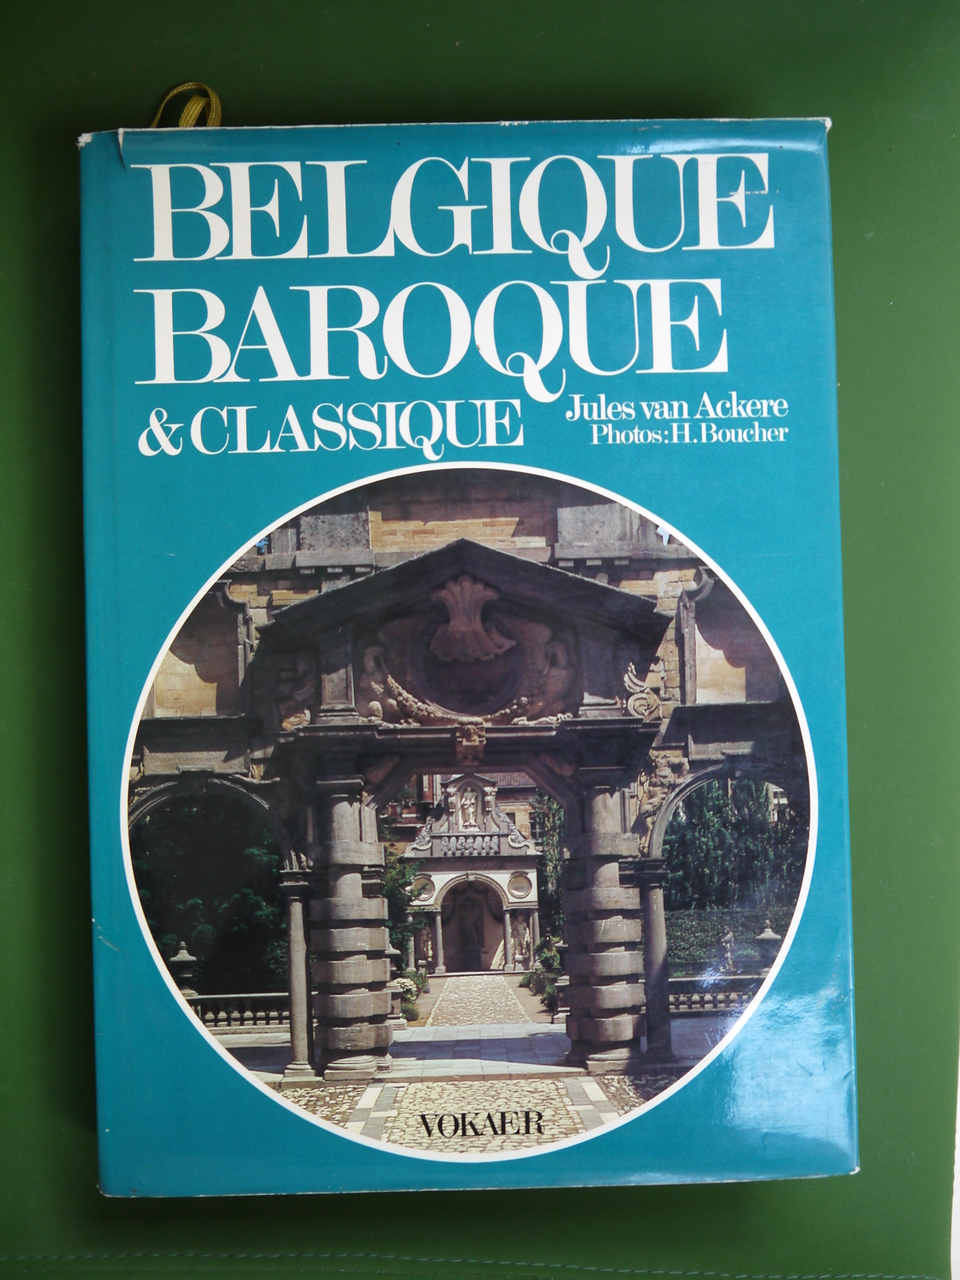 BELGIQUE
BAROQUE
& CLASSIQUE
Jules van Ackere
Photos: H. Boucher
VOKAER